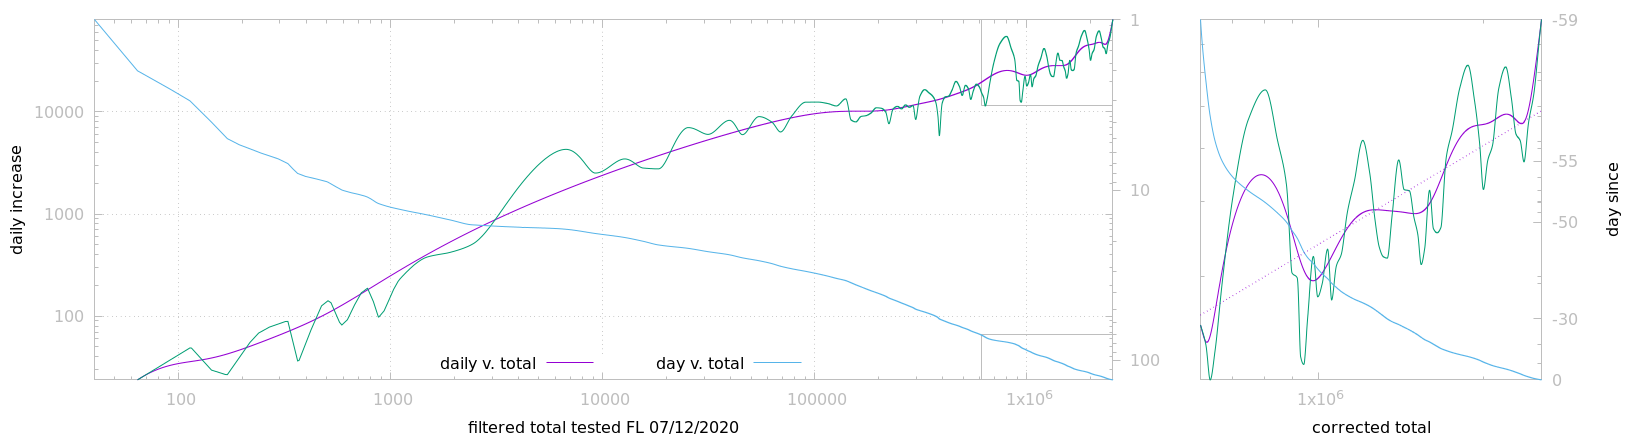 daily increase
10000
1000
100
100
1000
10000
100000
1x10^6
1
10
100
daily v. total
day v. total
filtered total tested FL 07/12/2020
1x10^6
corrected total
-59
-55
-50
-30
0
day since